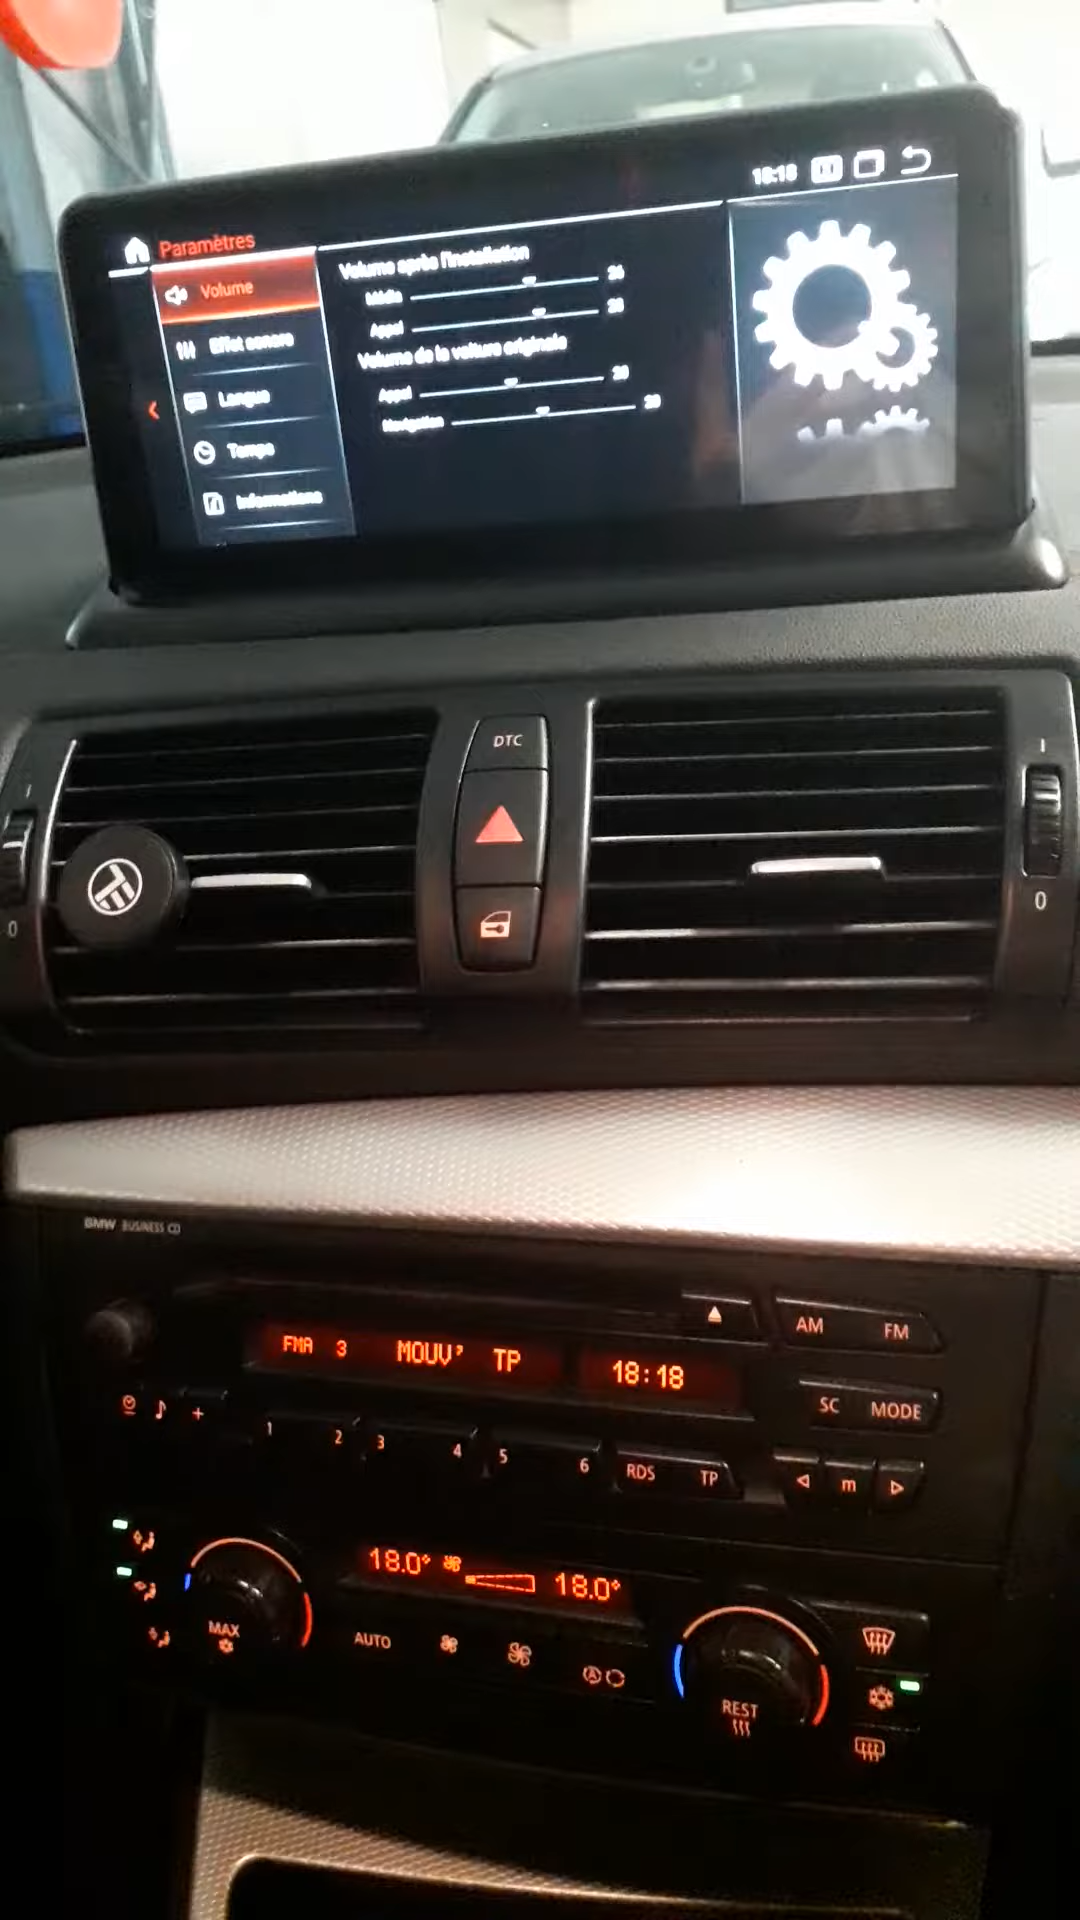 18:18
Paramètres
Volume
Effet sonore
Langue
Temps
Informations
Volume après l'installation
Média 26
Appel 28
Volume de la voiture originale
Appel 20
Navigation 20
DTC
I
0
0
BMW BUSINESS CD
AM FM
FMA 3 MOUV' TP 18:18
SC MODE
+ 1 2 3 4 5 6 RDS TP m
18.0° 18.0°
MAX AUTO REST